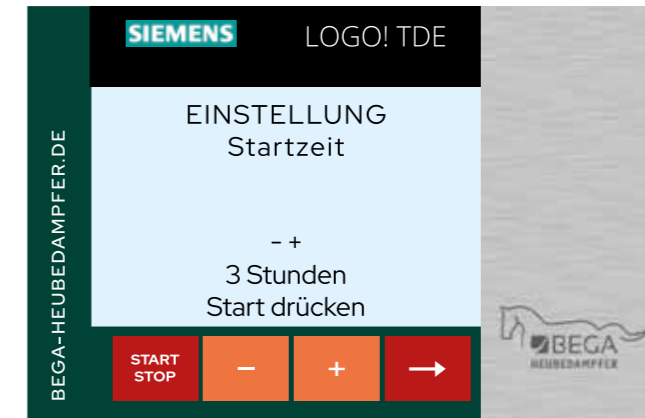 SIEMENS LOGO! TDE
EINSTELLUNG
Startzeit
- +
3 Stunden
Start drücken
START
STOP
− + →
BEGA-HEUBEDAMPFER.DE
BEGA
HEUBEDAMPFER